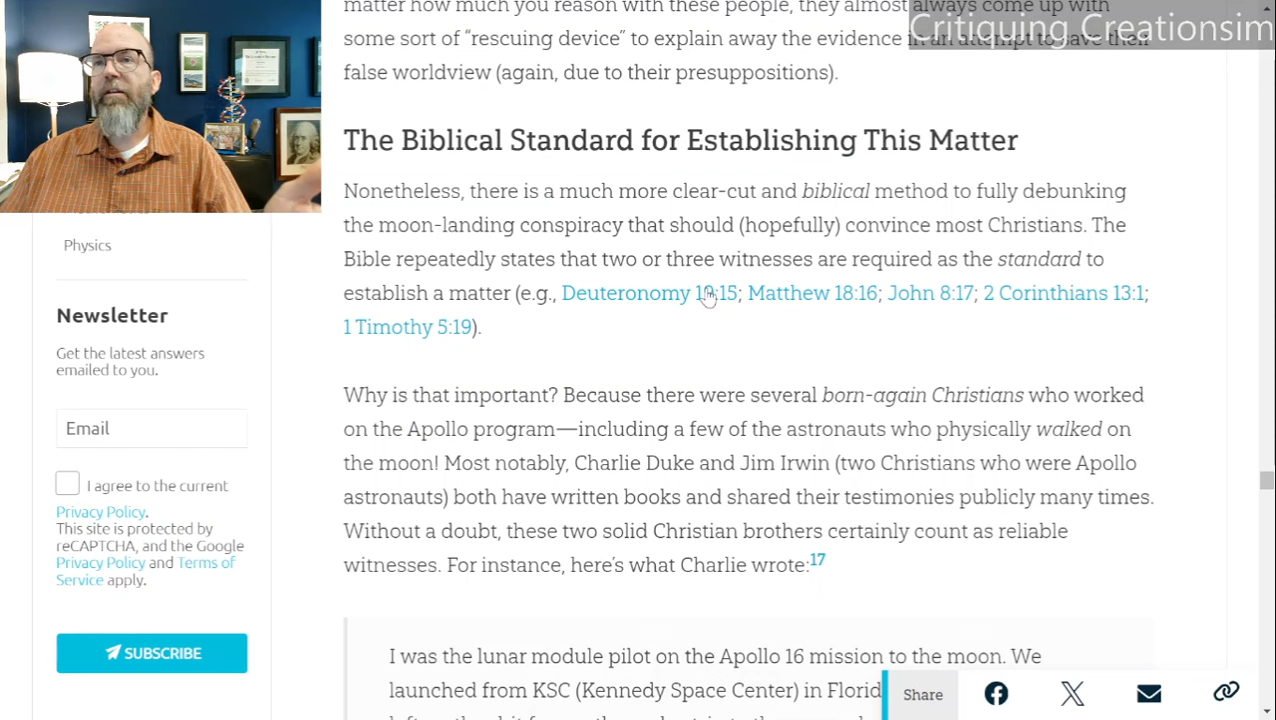 matter how much you reason with these people, they almost always come up with
Critiquing Creationsim
some sort of “rescuing device” to explain away the evidence in an attempt to save their
false worldview (again, due to their presuppositions).
The Biblical Standard for Establishing This Matter
Nonetheless, there is a much more clear-cut and biblical method to fully debunking
the moon-landing conspiracy that should (hopefully) convince most Christians. The
Bible repeatedly states that two or three witnesses are required as the standard to
establish a matter (e.g., Deuteronomy 19:15; Matthew 18:16; John 8:17; 2 Corinthians 13:1;
1 Timothy 5:19).
Why is that important? Because there were several born-again Christians who worked
on the Apollo program—including a few of the astronauts who physically walked on
the moon! Most notably, Charlie Duke and Jim Irwin (two Christians who were Apollo
astronauts) both have written books and shared their testimonies publicly many times.
Without a doubt, these two solid Christian brothers certainly count as reliable
witnesses. For instance, here’s what Charlie wrote:17
I was the lunar module pilot on the Apollo 16 mission to the moon. We
launched from KSC (Kennedy Space Center) in Florid
Physics
Newsletter
Get the latest answers
emailed to you.
Email
I agree to the current
Privacy Policy.
This site is protected by
reCAPTCHA, and the Google
Privacy Policy and Terms of
Service apply.
SUBSCRIBE
Share